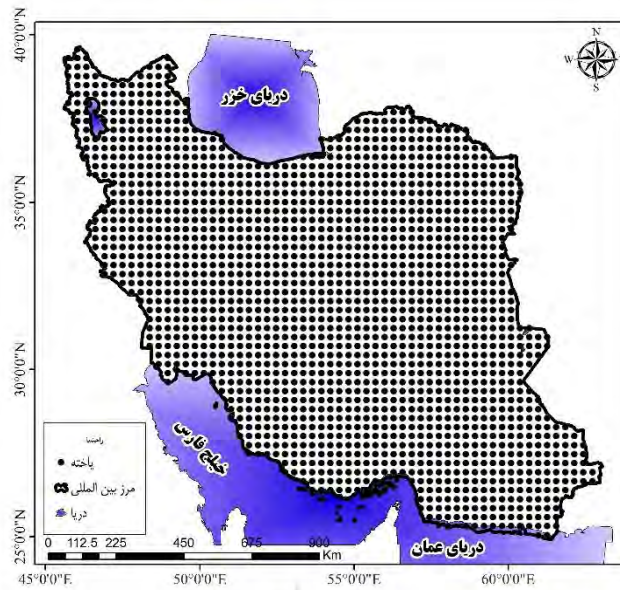 40°0'0"N
35°0'0"N
30°0'0"N
25°0'0"N
N
W E
S
دریای خزر
خلیج فارس
دریای عمان
راهنما
یاخته
مرز بین المللی
دریا
0 112.5 225 450 675 900
Km
45°0'0"E 50°0'0"E 55°0'0"E 60°0'0"E